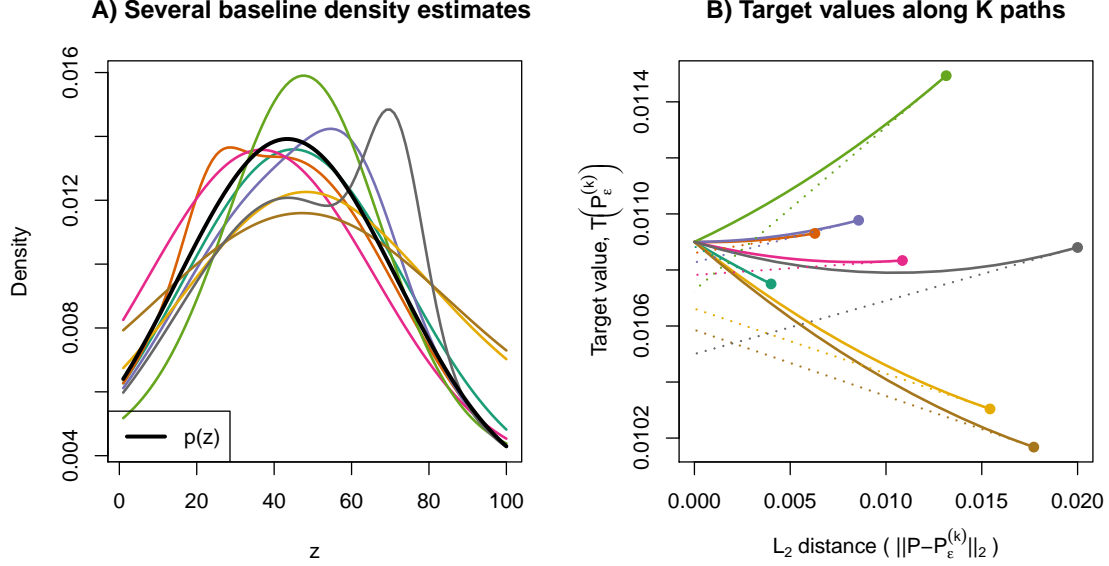 A) Several baseline density estimates
0.016
0.012
0.008
0.004
Density
p(z)
0 20 40 60 80 100
z
B) Target values along K paths
0.0114
0.0110
0.0106
0.0102
Target value, T(P_ε^(k))
0.000 0.005 0.010 0.015 0.020
L_2 distance ( ||P−P_ε^(k)||_2 )